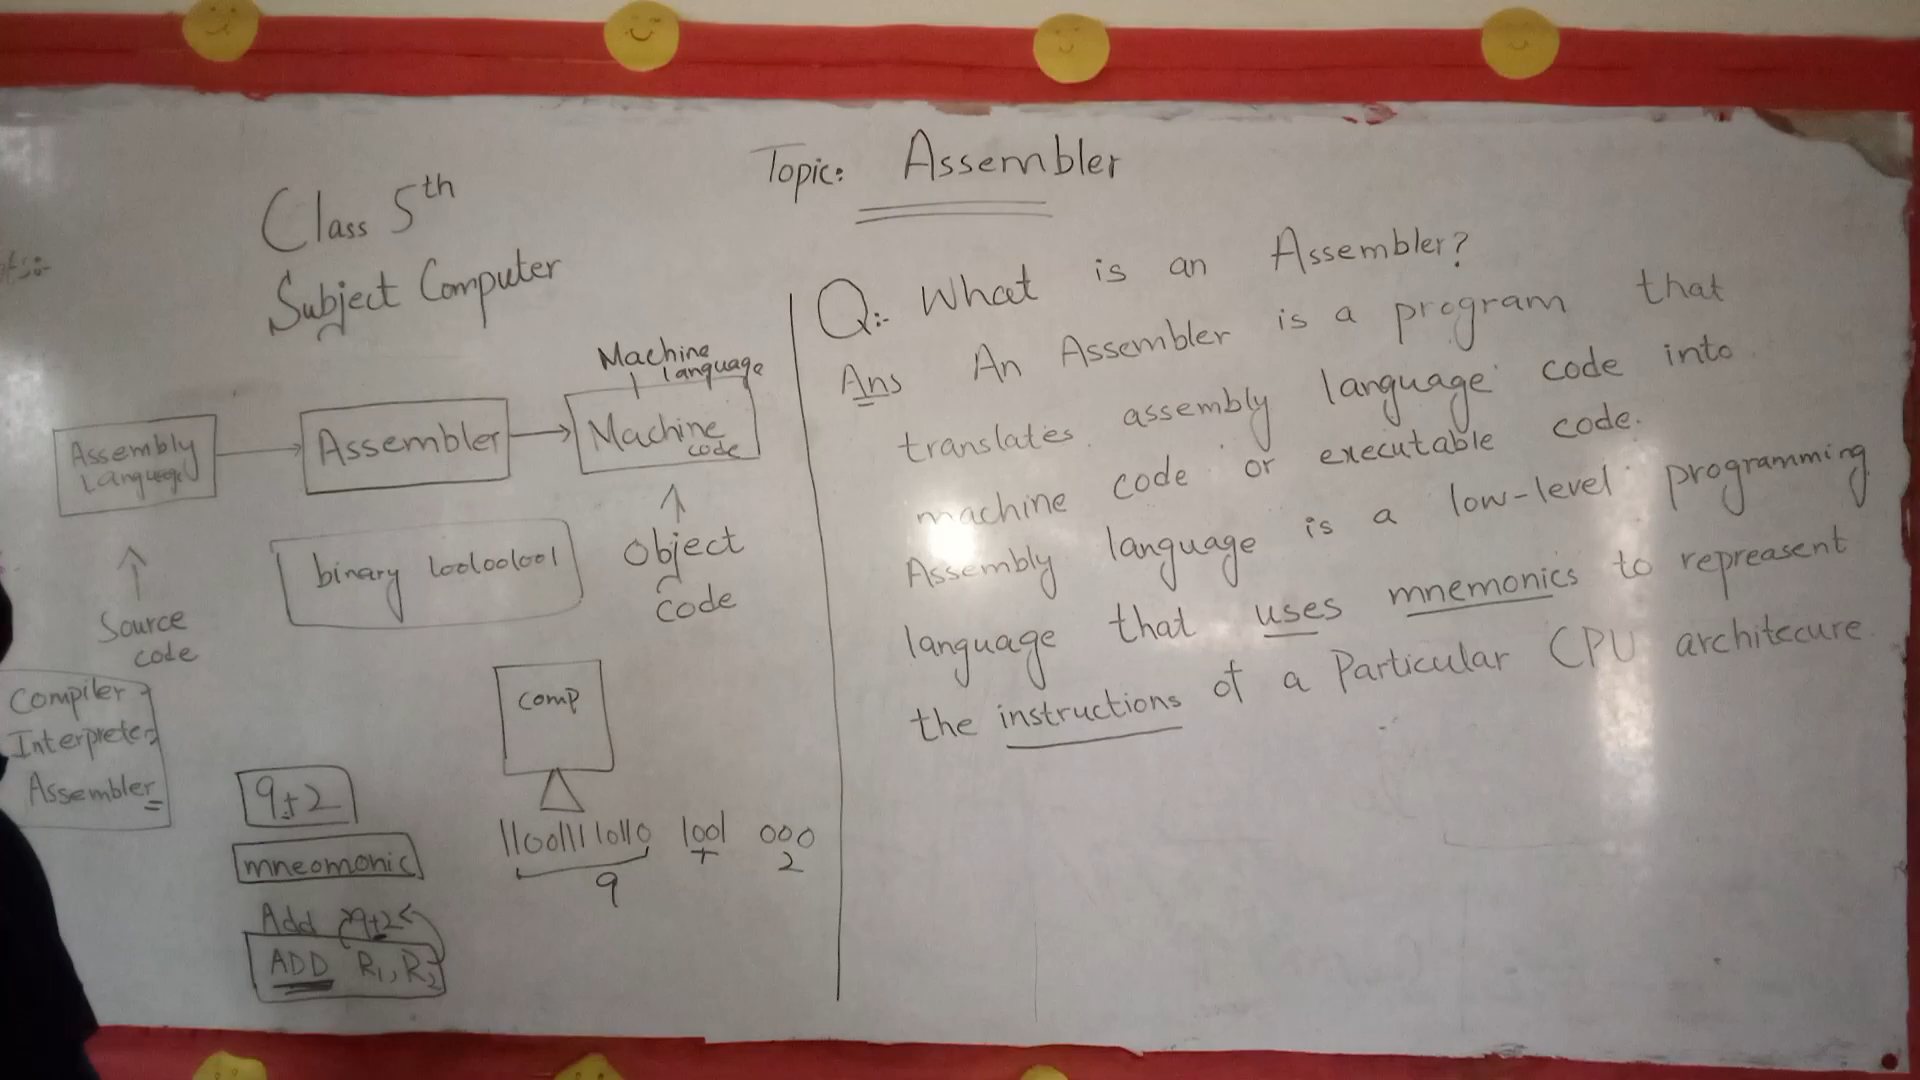 Topic: Assembler
Class 5th
Subject Computer
Machine
language
Assembly
Language
Assembler
Machine
code
binary 1001001001
Object
code
Source
code
Compiler
Interpreter
Assembler
comp
9+2
mneomonic
Add 9+2
ADD R1, R2
1001 000
+ 2
9
Q:- What is an Assembler?
Ans An Assembler is a program that
translates assembly language code into
machine code or executable code.
Assembly language is a low-level programming
language that uses mnemonics to repreasent
the instructions of a Particular CPU architecure